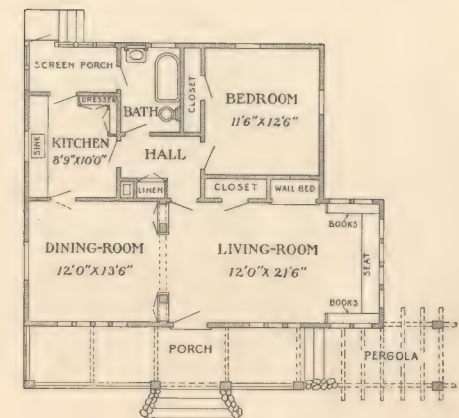 SCREEN PORCH
DRESSER
BATH
CLOSET
BEDROOM
11'6"X12'6"
SINK
KITCHEN
8'9"X10'0"
HALL
LINEN
CLOSET
WALL BED
BOOKS
DINING-ROOM
12'0"X13'6"
LIVING-ROOM
12'0"X21'6"
SEAT
BOOKS
PORCH
PERGOLA